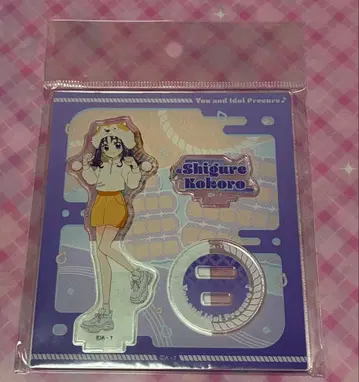 You and Idol Precure♪
Shigure
Kokoro